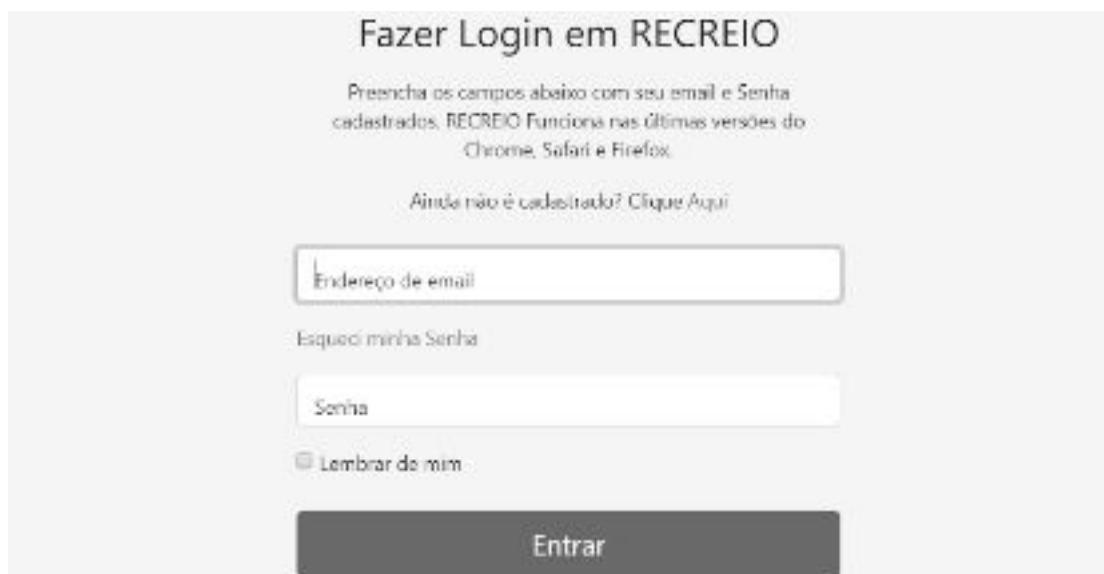 Fazer Login em RECREIO
Preencha os campos abaixo com seu email e Senha
cadastrados. RECREIO Funciona nas últimas versões do
Chrome, Safari e Firefox.
Ainda não é cadastrado? Clique Aqui
Endereço de email
Esqueci minha Senha
Senha
Lembrar de mim
Entrar